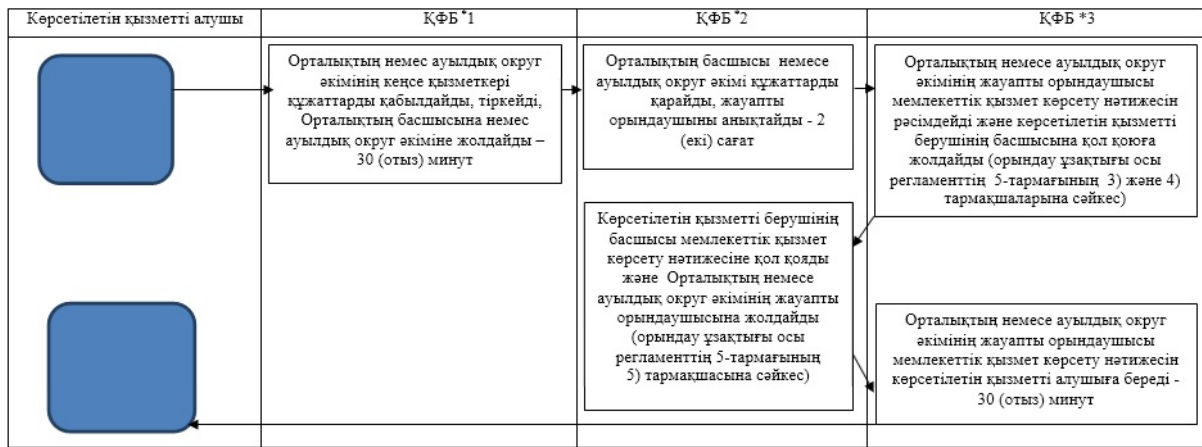 Көрсетілетін қызметті алушы
ҚФБ *1
ҚФБ *2
ҚФБ *3
Орталықтың немес ауылдық округ
әкімінің кеңсе қызметкері
құжаттарды қабылдайды, тіркейді,
Орталықтың басшысына немес
ауылдық округ әкіміне жолдайды –
30 (отыз) минут
Орталықтың басшысы немесе
ауылдық округ әкімі құжаттарды
қарайды, жауапты
орындаушыны анықтайды - 2
(екі) сағат
Орталықтың немесе ауылдық округ
әкімінің жауапты орындаушысы
мемлекеттік қызмет көрсету нәтижесін
рәсімдейді және көрсетілетін қызметті
берушінің басшысына қол қоюға
жолдайды (орындау ұзақтығы осы
регламенттің 5-тармағының 3) және 4)
тармақшаларына сәйкес)
Көрсетілетін қызметті берушінің
басшысы мемлекеттік қызмет
көрсету нәтижесіне қол қояды
және Орталықтың немесе
ауылдық округ әкімінің жауапты
орындаушысына жолдайды
(орындау ұзақтығы осы
регламенттің 5-тармағының
5) тармақшасына сәйкес)
Орталықтың немесе ауылдық округ
әкімінің жауапты орындаушысы
мемлекеттік қызмет көрсету нәтижесін
көрсетілетін қызметті алушыға береді -
30 (отыз) минут